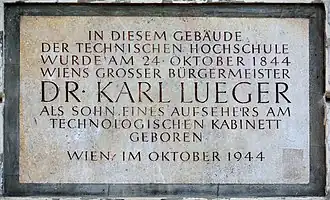 IN DIESEM GEBÄUDE
DER TECHNISCHEN HOCHSCHULE
WURDE AM 24. OKTOBER 1844
WIENS GROSSER BÜRGERMEISTER
DR. KARL LUEGER
ALS SOHN EINES AUFSEHERS AM
TECHNOLOGISCHEN KABINETT
GEBOREN.
WIEN, IM OKTOBER 1944